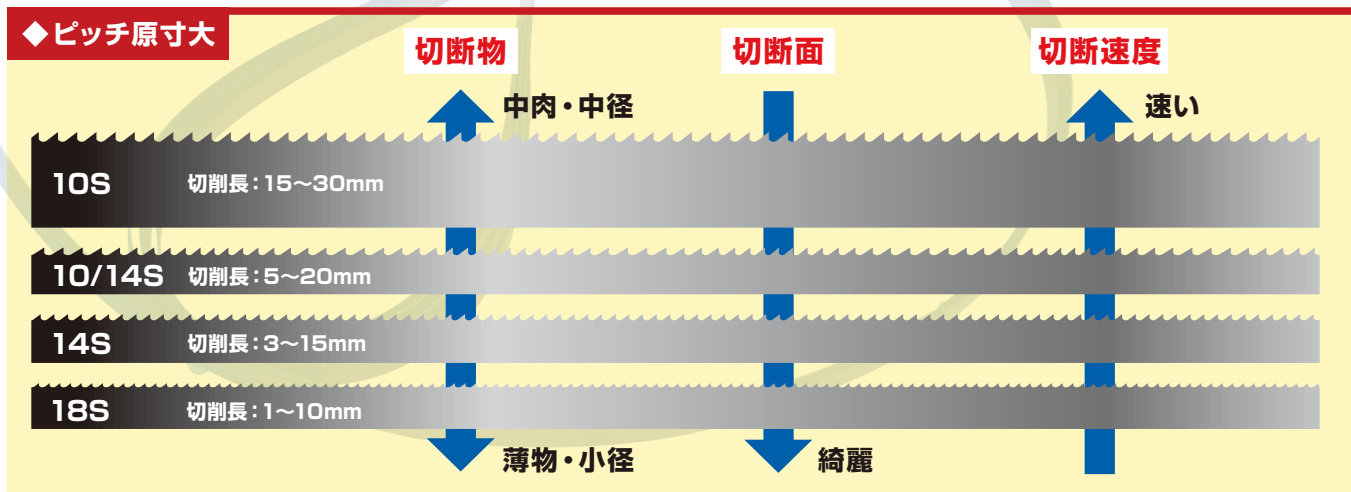 ◆ピッチ原寸大
切断物
切断面
切断速度
中肉・中径
速い
10S 切削長：15〜30mm
10/14S 切削長：5〜20mm
14S 切削長：3〜15mm
18S 切削長：1〜10mm
薄物・小径
綺麗